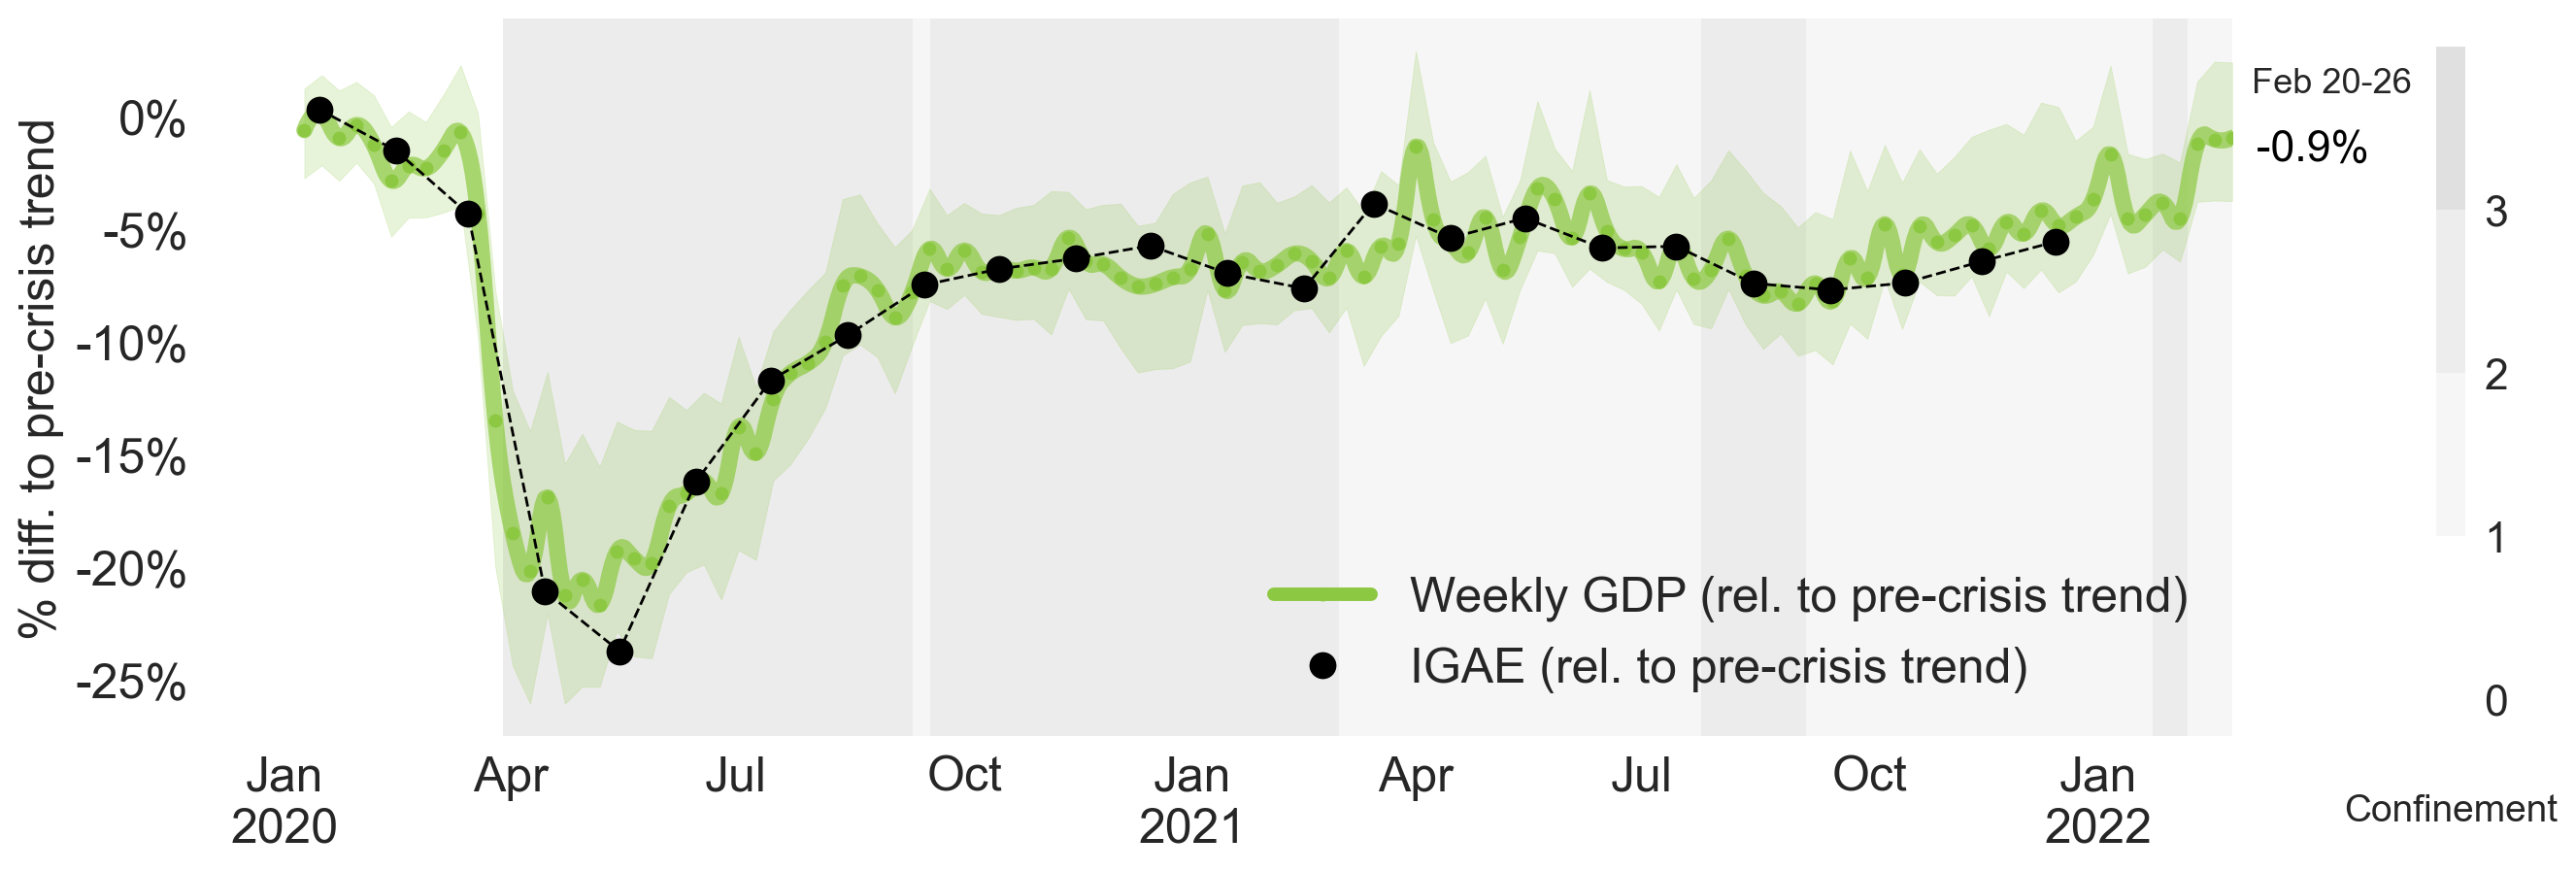 % diff. to pre-crisis trend
0%
-5%
-10%
-15%
-20%
-25%
Jan
2020
Apr
Jul
Oct
Jan
2021
Apr
Jul
Oct
Jan
2022
Weekly GDP (rel. to pre-crisis trend)
IGAE (rel. to pre-crisis trend)
Feb 20-26
-0.9%
3
2
1
0
Confinement